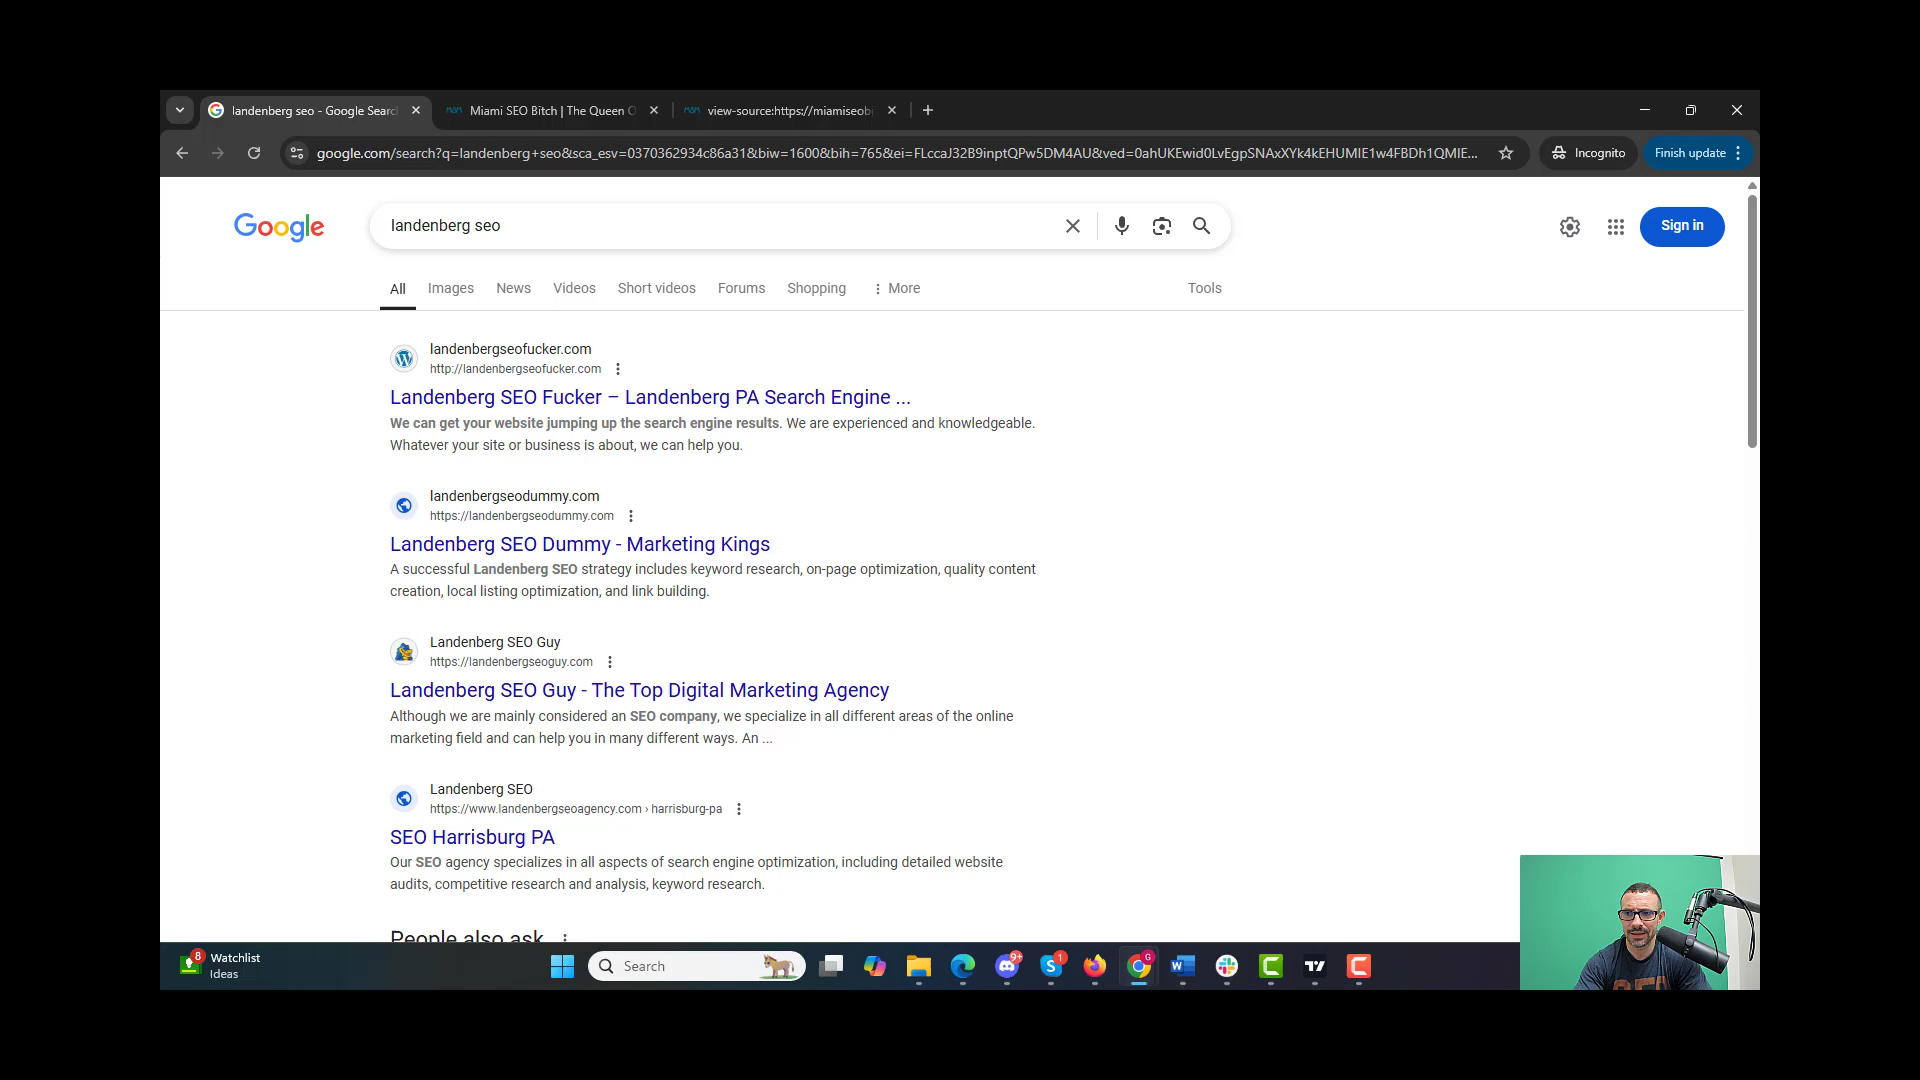 landenberg seo - Google Searc
Miami SEO Bitch | The Queen O
view-source:https://miamiseobi
google.com/search?q=landenberg+seo&sca_esv=0370362934c86a31&biw=1600&bih=765&ei=FLccaJ32B9inptQPw5DM4AU&ved=0ahUKEwid0LvEgpSNAxXYk4kEHUMIE1w4FBDh1QMIE...
Incognito
Finish update
Google
landenberg seo
Sign in
All
Images
News
Videos
Short videos
Forums
Shopping
More
Tools
landenbergseofucker.com
http://landenbergseofucker.com
Landenberg SEO Fucker – Landenberg PA Search Engine ...
We can get your website jumping up the search engine results. We are experienced and knowledgeable.
Whatever your site or business is about, we can help you.
landenbergseodummy.com
https://landenbergseodummy.com
Landenberg SEO Dummy - Marketing Kings
A successful Landenberg SEO strategy includes keyword research, on-page optimization, quality content
creation, local listing optimization, and link building.
Landenberg SEO Guy
https://landenbergseoguy.com
Landenberg SEO Guy - The Top Digital Marketing Agency
Although we are mainly considered an SEO company, we specialize in all different areas of the online
marketing field and can help you in many different ways. An ...
Landenberg SEO
https://www.landenbergseoagency.com › harrisburg-pa
SEO Harrisburg PA
Our SEO agency specializes in all aspects of search engine optimization, including detailed website
audits, competitive research and analysis, keyword research.
People also ask
8
Watchlist
Ideas
Search
9+
1
G